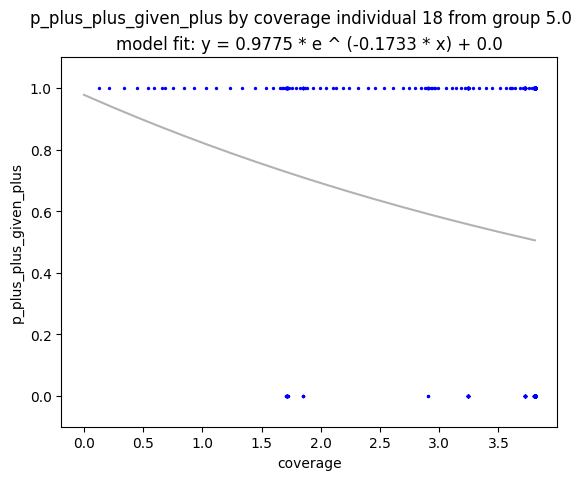 p_plus_plus_given_plus by coverage individual 18 from group 5.0
model fit: y = 0.9775 * e ^ (-0.1733 * x) + 0.0
1.0
0.8
0.6
0.4
0.2
0.0
p_plus_plus_given_plus
0.0 0.5 1.0 1.5 2.0 2.5 3.0 3.5
coverage